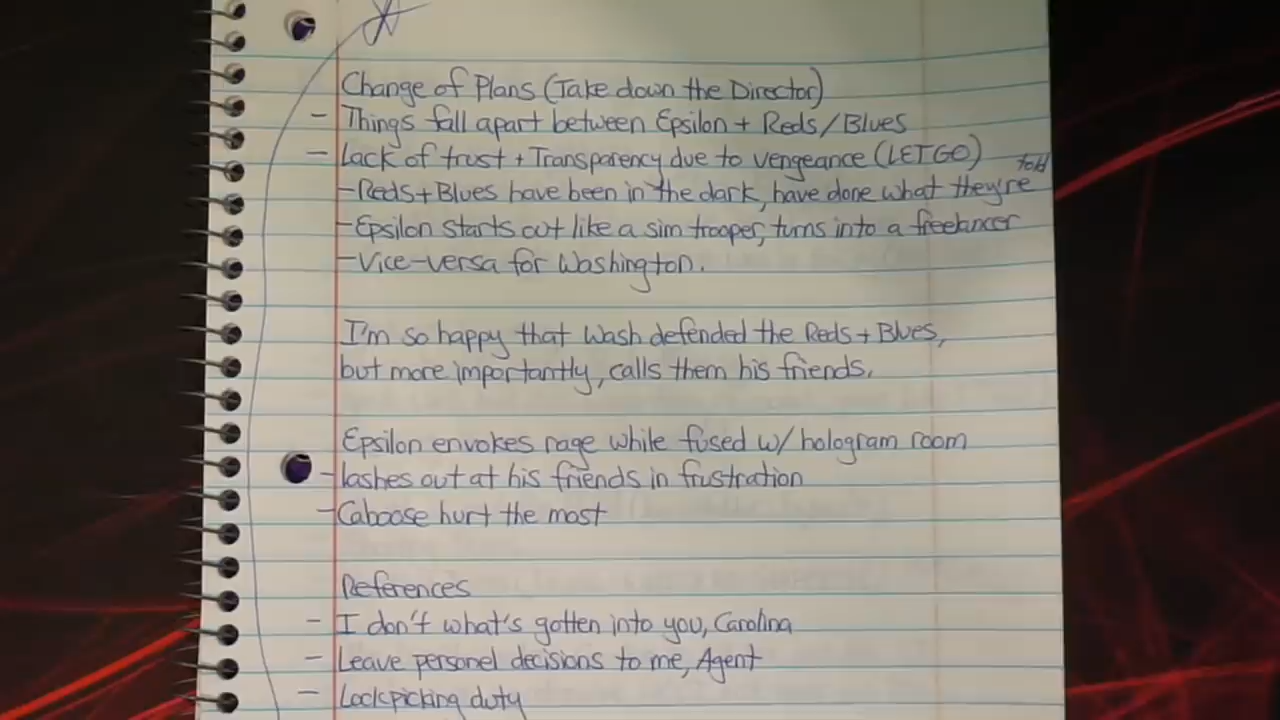 Change of Plans (Take down the Director)
- Things fall apart between Epsilon + Reds/Blues
- Lack of trust + Transparency due to vengeance (LET GO)
- Reds + Blues have been in the dark, have done what they're told
- Epsilon starts out like a sim trooper, turns into a freelancer
- Vice-versa for Washington.
I'm so happy that Wash defended the Reds + Blues,
but more importantly, calls them his friends.
Epsilon envokes rage while fused w/ hologram room
- lashes out at his friends in frustration
- Caboose hurt the most
References
- I don't what's gotten into you, Carolina
- Leave personel decisions to me, Agent
- Lockpicking duty